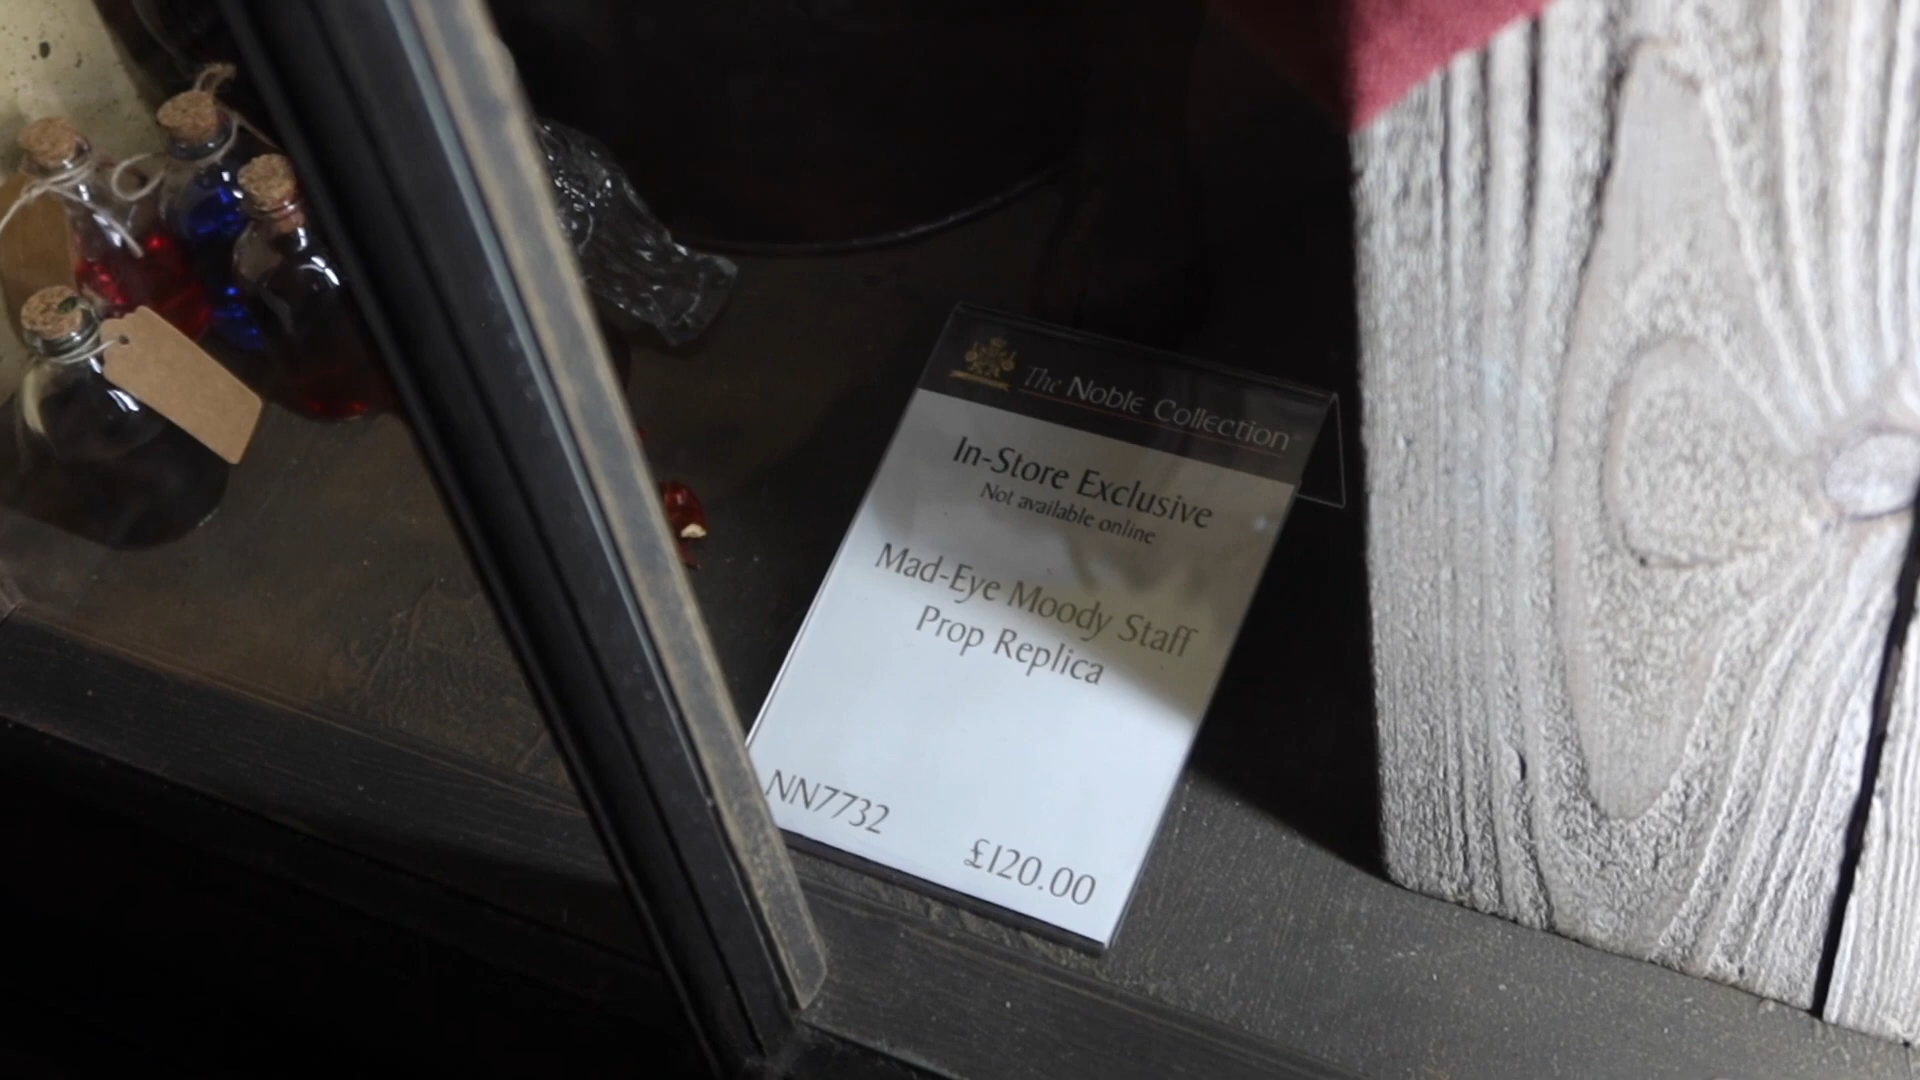 The Noble Collection
In-Store Exclusive
Not available online
Mad-Eye Moody Staff
Prop Replica
NN7732
£120.00